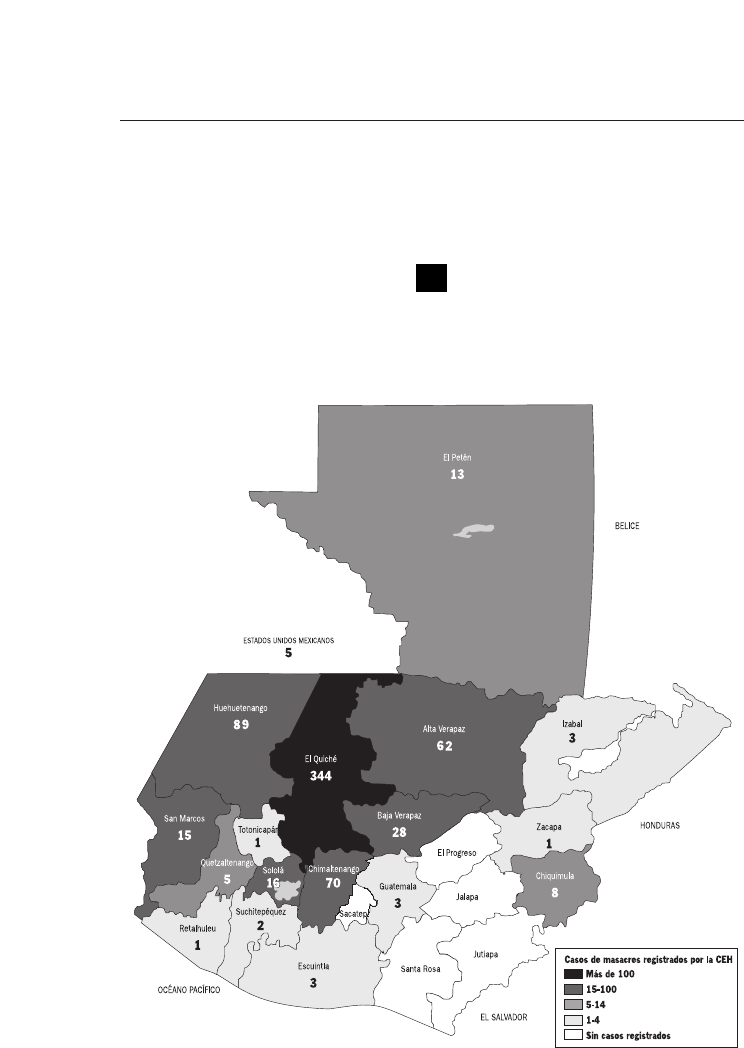 El Petén
13
BELICE
ESTADOS UNIDOS MEXICANOS
5
Huehuetenango
89
Izabal
3
Alta Verapaz
62
El Quiché
344
San Marcos
15
Totonicapán
1
Baja Verapaz
28
Zacapa
1
HONDURAS
El Progreso
Quetzaltenango
5
Sololá
16
Chimaltenango
70
Chiquimula
8
Guatemala
3
Jalapa
Sacatep
Suchitepéquez
2
Retalhuleu
1
Escuintla
3
Santa Rosa
Jutiapa
OCÉANO PACÍFICO
EL SALVADOR
Casos de masacres registrados por la CEH
Más de 100
15-100
5-14
1-4
Sin casos registrados